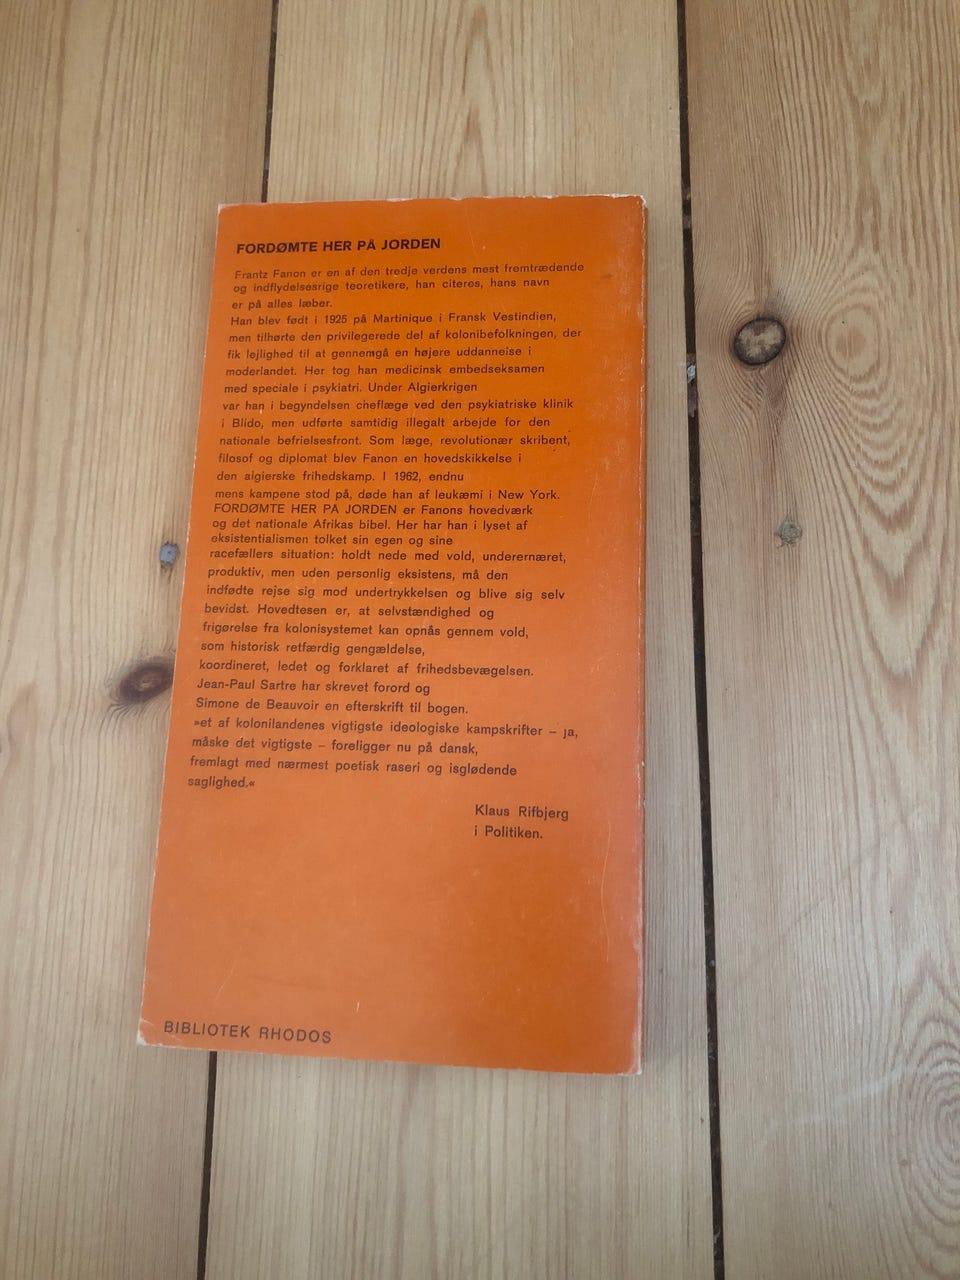 FORDØMTE HER PÅ JORDEN
Frantz Fanon er en af den tredje verdens mest fremtrædende
og indflydelsesrige teoretikere, han citeres, hans navn
er på alles læber.
Han blev født i 1925 på Martinique i Fransk Vestindien,
men tilhørte den privilegerede del af kolonibefolkningen, der
fik lejlighed til at gennemgå en højere uddannelse i
moderlandet. Her tog han medicinsk embedseksamen
med speciale i psykiatri. Under Algierkrigen
var han i begyndelsen cheflæge ved den psykiatriske klinik
i Blido, men udførte samtidig illegalt arbejde for den
nationale befrielsesfront. Som læge, revolutionær skribent,
filosof og diplomat blev Fanon en hovedskikkelse i
den algierske frihedskamp. I 1962, endnu
mens kampene stod på, døde han af leukæmi i New York.
FORDØMTE HER PÅ JORDEN er Fanons hovedværk
og det nationale Afrikas bibel. Her har han i lyset af
eksistentialismen tolket sin egen og sine
racefællers situation: holdt nede med vold, underernæret,
produktiv, men uden personlig eksistens, må den
indfødte rejse sig mod undertrykkelsen og blive sig selv
bevidst. Hovedtesen er, at selvstændighed og
frigørelse fra kolonisystemet kan opnås gennem vold,
som historisk retfærdig gengældelse,
koordineret, ledet og forklaret af frihedsbevægelsen.
Jean-Paul Sartre har skrevet forord og
Simone de Beauvoir en efterskrift til bogen.
»et af kolonilandenes vigtigste ideologiske kampskrifter – ja,
måske det vigtigste – foreligger nu på dansk,
fremlagt med nærmest poetisk raseri og isglødende
saglighed.«
Klaus Rifbjerg
i Politiken.
BIBLIOTEK RHODOS